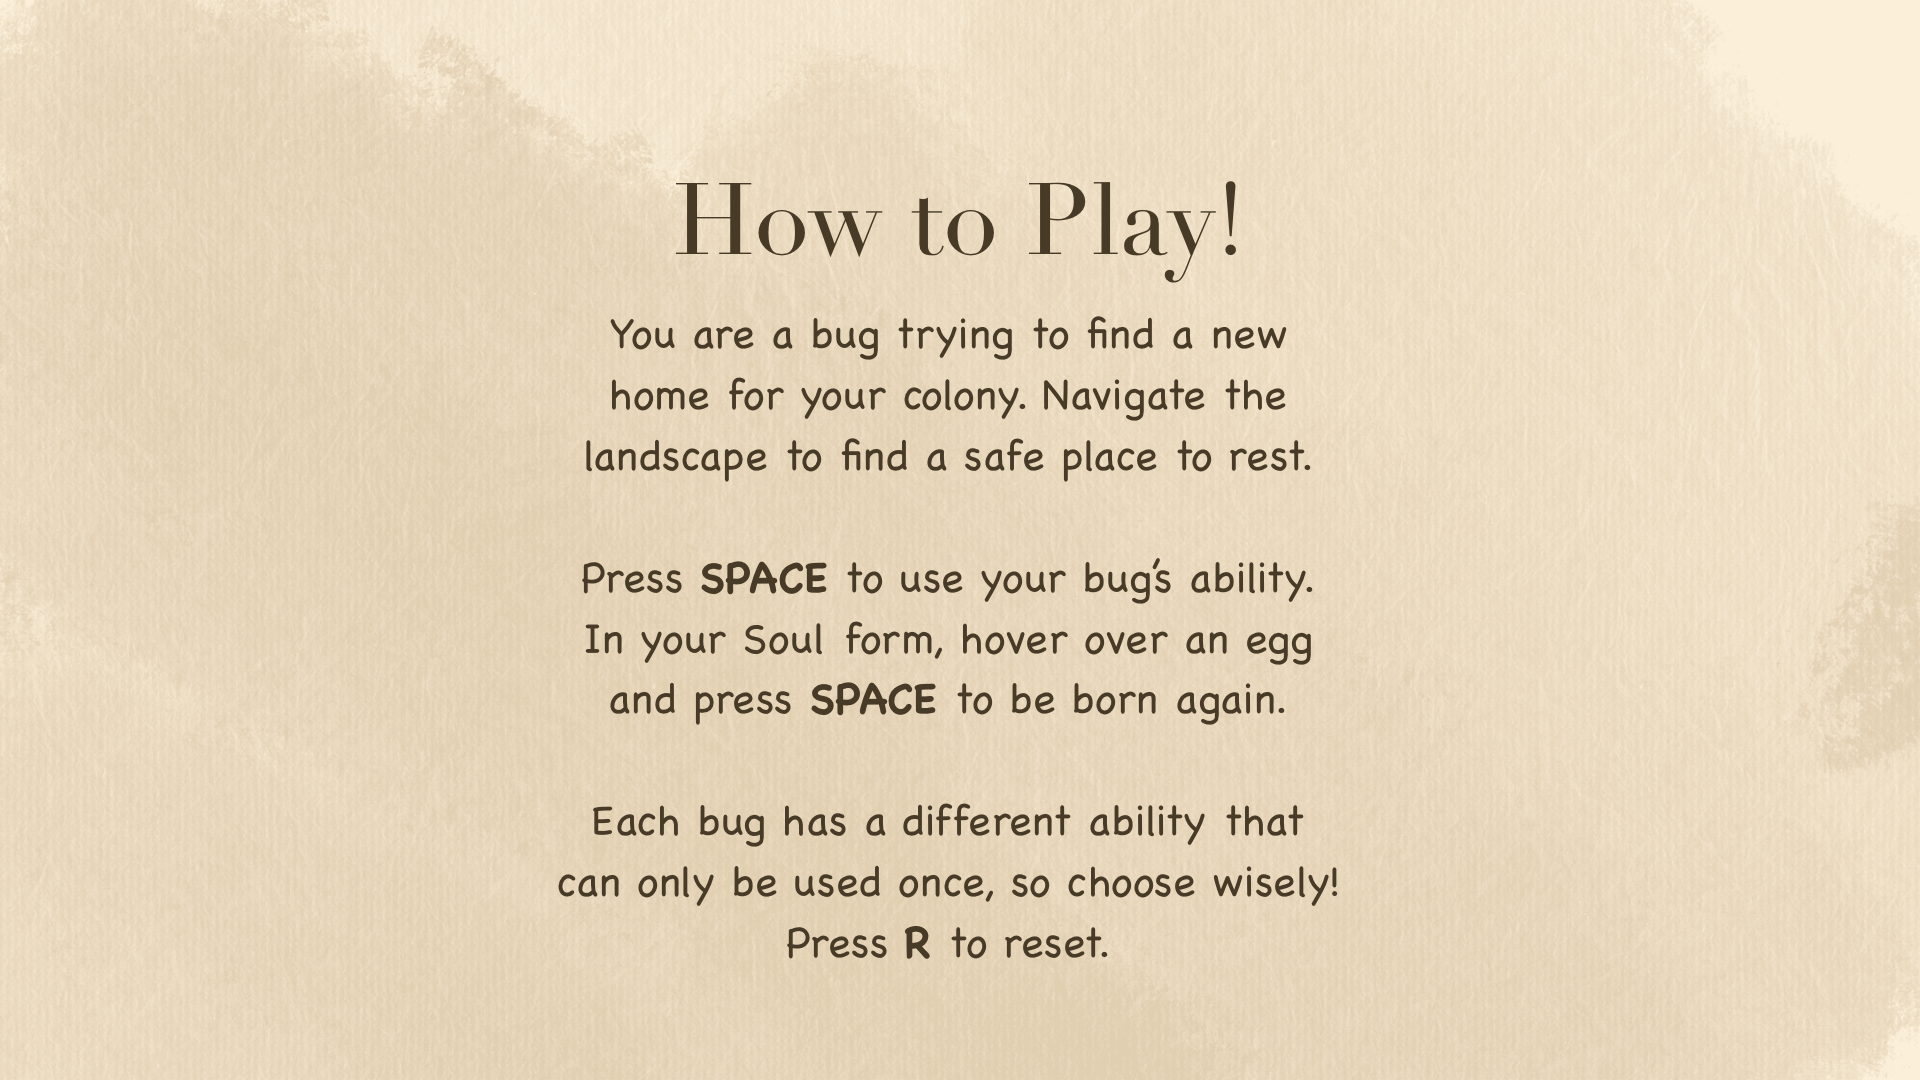 How to Play!
You are a bug trying to find a new
home for your colony. Navigate the
landscape to find a safe place to rest.
Press SPACE to use your bug's ability.
In your Soul form, hover over an egg
and press SPACE to be born again.
Each bug has a different ability that
can only be used once, so choose wisely!
Press R to reset.